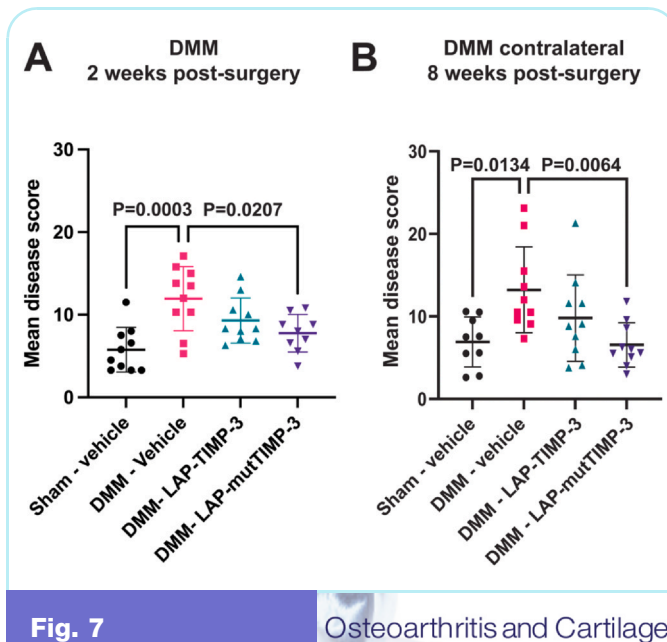 A
DMM
2 weeks post-surgery
B
DMM contralateral
8 weeks post-surgery
Mean disease score
30
20
10
0
P=0.0003
P=0.0207
Sham - vehicle
DMM - Vehicle
DMM- LAP-TIMP-3
DMM- LAP-mutTIMP-3
Mean disease score
30
20
10
0
P=0.0134
P=0.0064
Sham - vehicle
DMM - vehicle
DMM - LAP-TIMP-3
DMM - LAP-mutTIMP-3
Fig. 7
Osteoarthritis and Cartilage